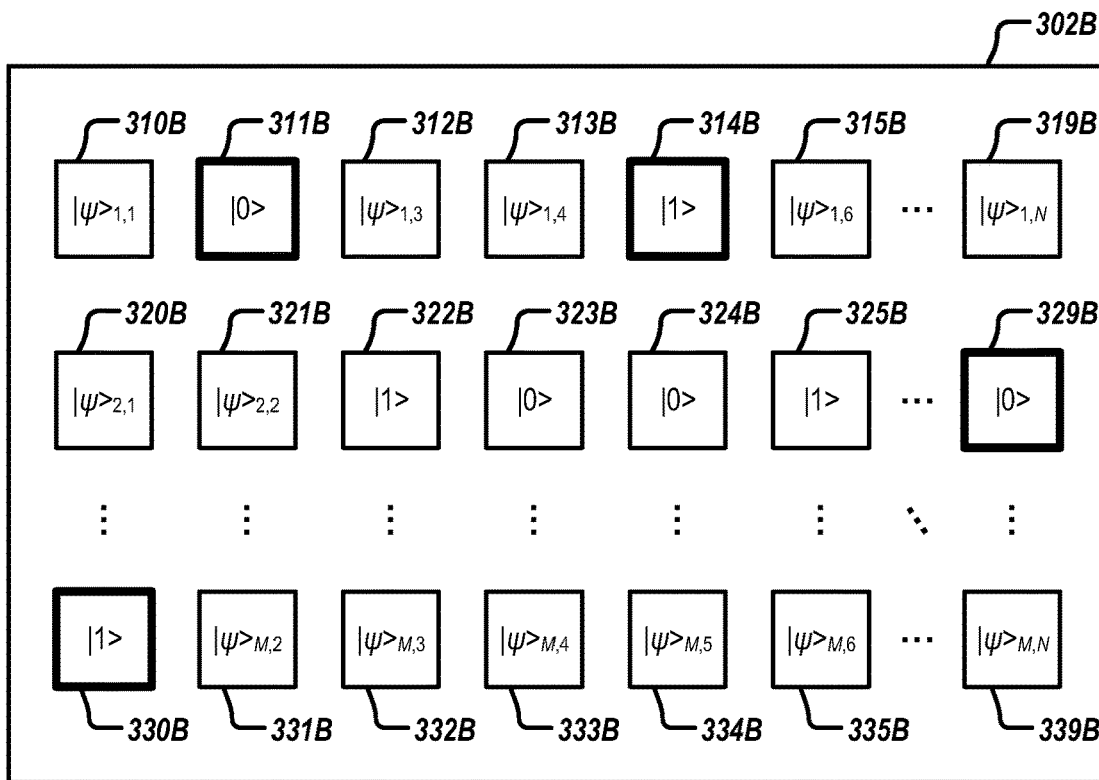 302B
310B 311B 312B 313B 314B 315B 319B
|ψ>1,1 |0> |ψ>1,3 |ψ>1,4 |1> |ψ>1,6 ... |ψ>1,N
320B 321B 322B 323B 324B 325B 329B
|ψ>2,1 |ψ>2,2 |1> |0> |0> |1> ... |0>
|1> |ψ>M,2 |ψ>M,3 |ψ>M,4 |ψ>M,5 |ψ>M,6 ... |ψ>M,N
330B 331B 332B 333B 334B 335B 339B